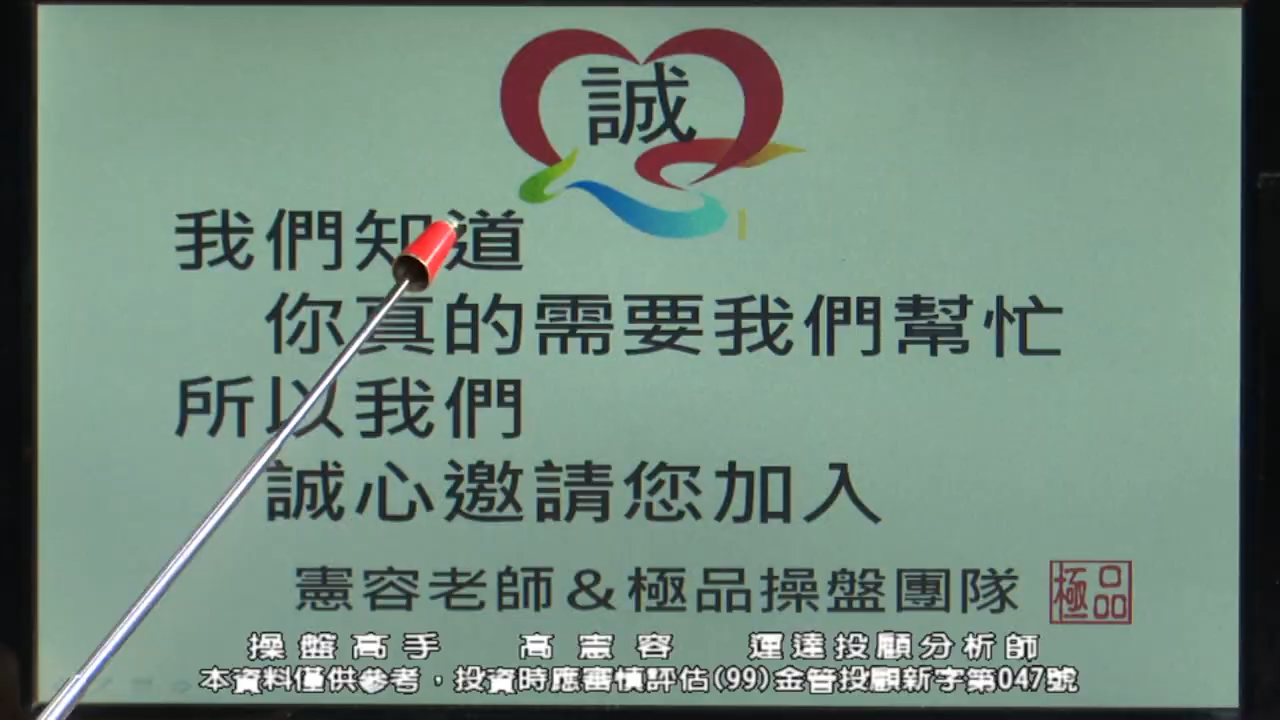 誠
我們知道
你真的需要我們幫忙
所以我們
誠心邀請您加入
憲容老師&極品操盤團隊
極品
操盤高手 高憲容 運達投顧分析師
本資料僅供參考，投資時應審慎評估(99)金管投顧新字第047號